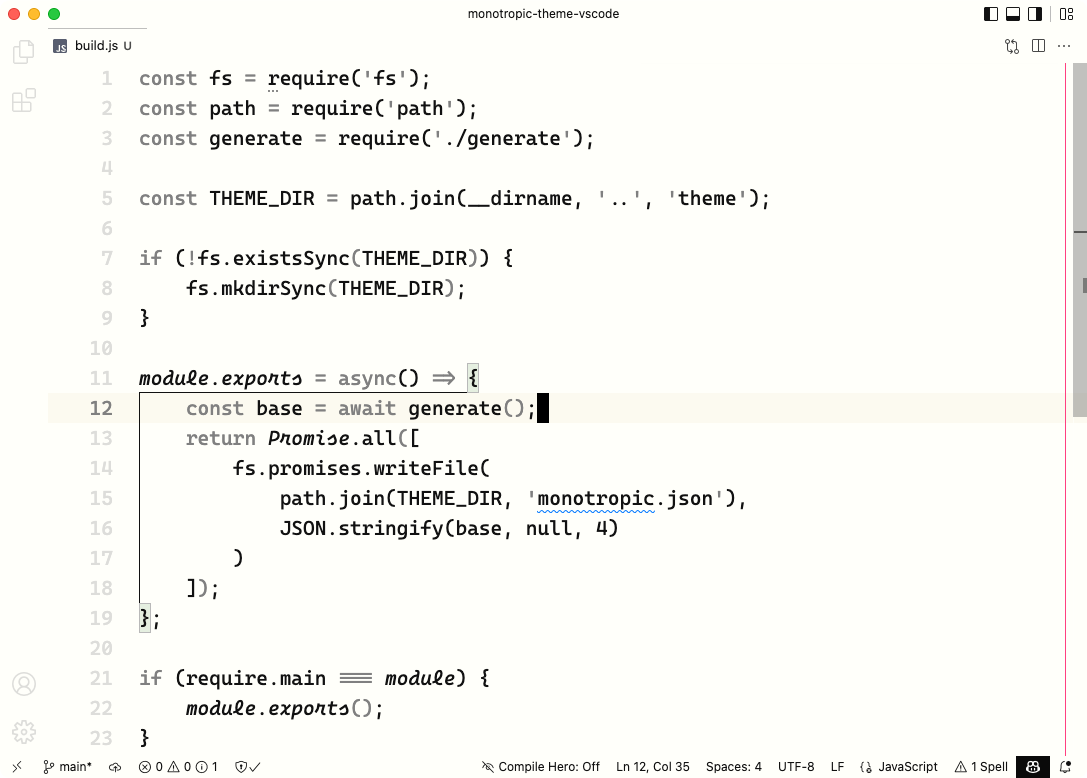 monotropic-theme-vscode
JS build.js U
1 const fs = require('fs');
2 const path = require('path');
3 const generate = require('./generate');
4
5 const THEME_DIR = path.join(__dirname, '..', 'theme');
6
7 if (!fs.existsSync(THEME_DIR)) {
8     fs.mkdirSync(THEME_DIR);
9 }
10
11 module.exports = async() => {
12     const base = await generate();
13     return Promise.all([
14         fs.promises.writeFile(
15             path.join(THEME_DIR, 'monotropic.json'),
16             JSON.stringify(base, null, 4)
17         )
18     ]);
19 };
20
21 if (require.main === module) {
22     module.exports();
23 }
main* 0 0 1 Compile Hero: Off Ln 12, Col 35 Spaces: 4 UTF-8 LF {} JavaScript 1 Spell